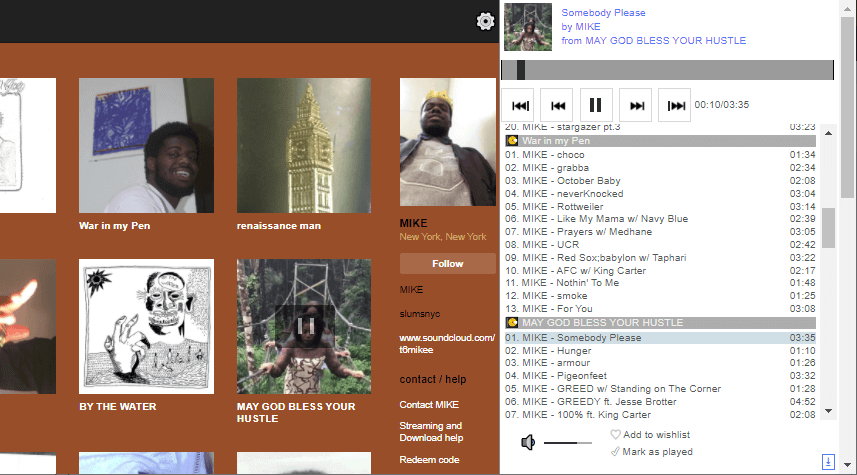 War in my Pen
renaissance man
BY THE WATER
MAY GOD BLESS YOUR
HUSTLE
MIKE
New York, New York
Follow
MIKE
slumsnyc
www.soundcloud.com/
t6mikee
contact / help
Contact MIKE
Streaming and
Download help
Redeem code
Somebody Please
by MIKE
from MAY GOD BLESS YOUR HUSTLE
00:10/03:35
20. MIKE - stargazer pt.3 03:23
War in my Pen
01. MIKE - choco 01:34
02. MIKE - grabba 02:34
03. MIKE - October Baby 02:08
04. MIKE - neverKnocked 03:04
05. MIKE - Rottweiler 03:14
06. MIKE - Like My Mama w/ Navy Blue 02:39
07. MIKE - Prayers w/ Medhane 03:05
08. MIKE - UCR 02:42
09. MIKE - Red Sox;babylon w/ Taphari 03:22
10. MIKE - AFC w/ King Carter 02:17
11. MIKE - Nothin' To Me 01:48
12. MIKE - smoke 01:25
13. MIKE - For You 03:08
MAY GOD BLESS YOUR HUSTLE
01. MIKE - Somebody Please 03:35
02. MIKE - Hunger 01:10
03. MIKE - armour 01:26
04. MIKE - Pigeonfeet 03:32
05. MIKE - GREED w/ Standing on The Corner 01:28
06. MIKE - GREEDY ft. Jesse Brotter 04:52
07. MIKE - 100% ft. King Carter 02:08
Add to wishlist
Mark as played